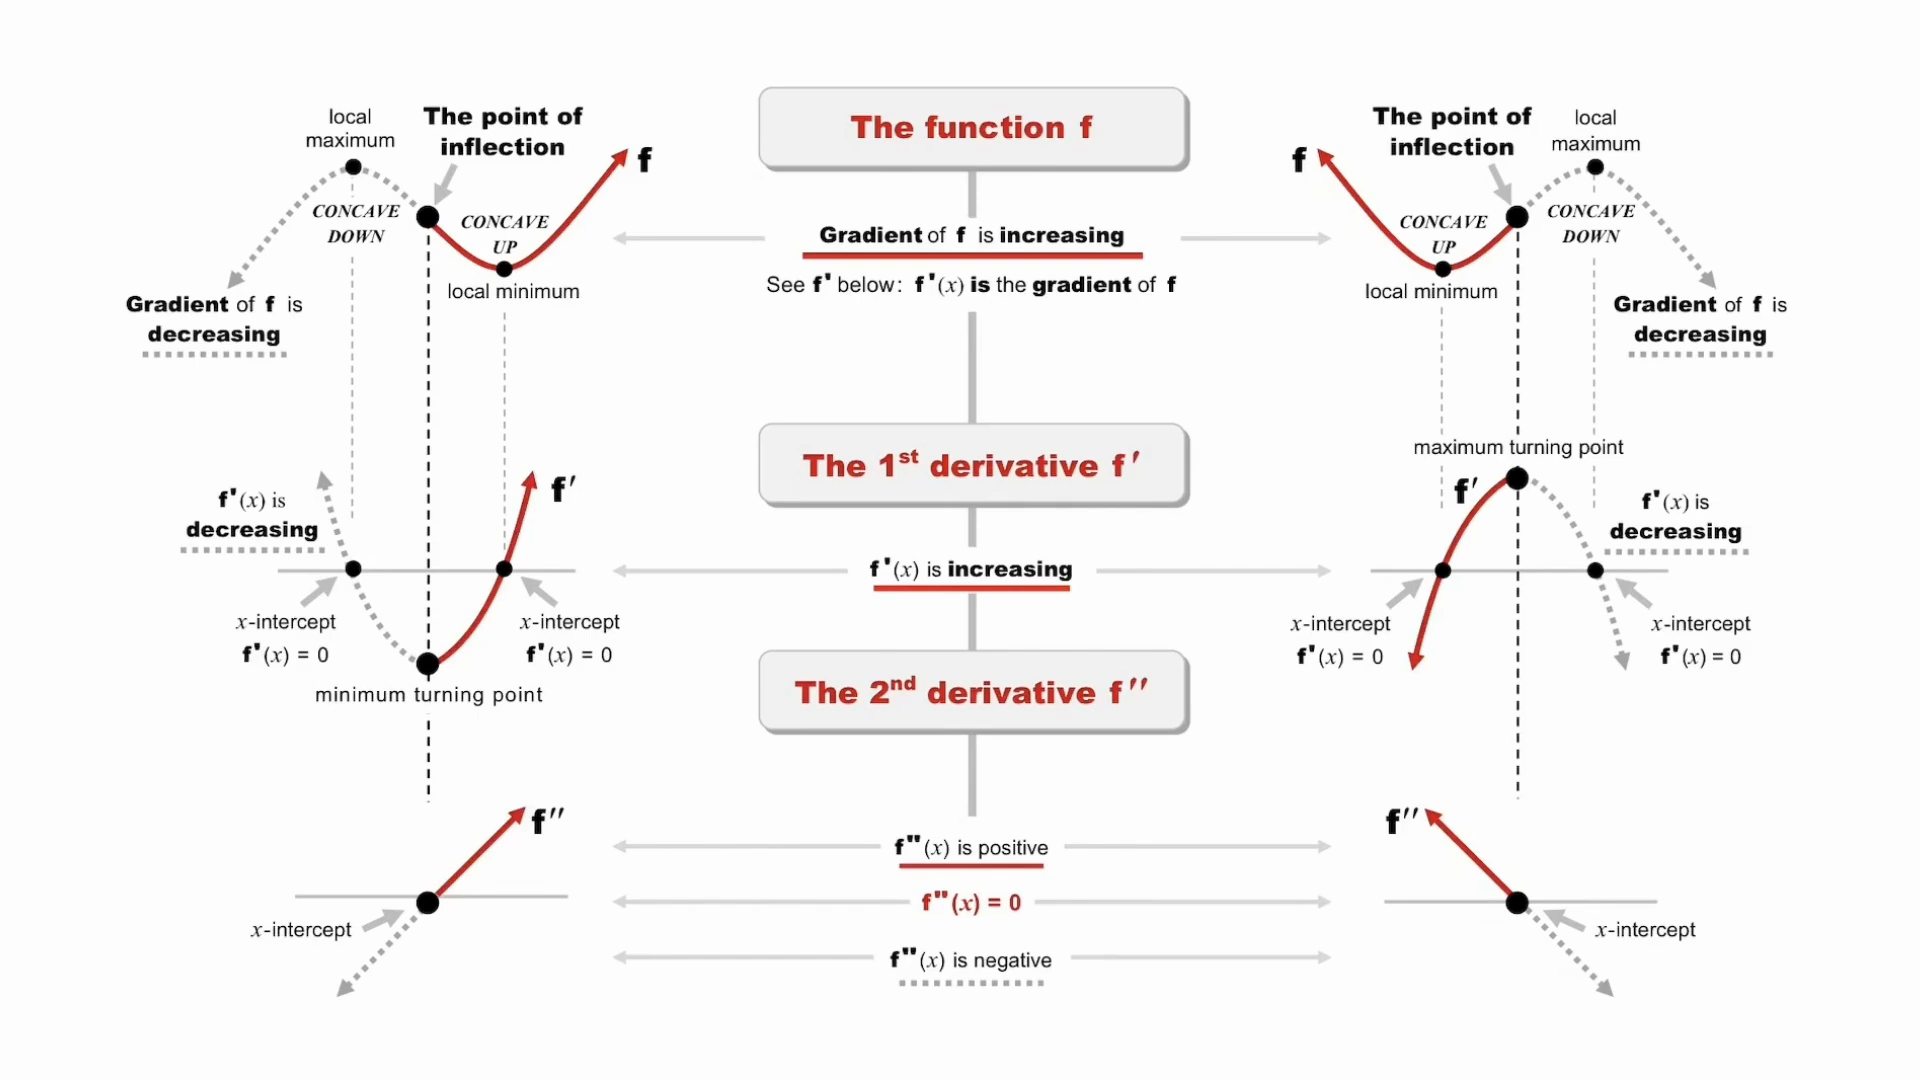 The function f
local
maximum
The point of
inflection
f
CONCAVE
DOWN
CONCAVE
UP
local minimum
Gradient of f is
decreasing
Gradient of f is increasing
See f' below: f'(x) is the gradient of f
f
The point of
inflection
local
maximum
CONCAVE
UP
CONCAVE
DOWN
local minimum
Gradient of f is
decreasing
The 1st derivative f′
f'(x) is
decreasing
f′
x-intercept
f'(x) = 0
x-intercept
f'(x) = 0
minimum turning point
f'(x) is increasing
maximum turning point
f′
f'(x) is
decreasing
x-intercept
f'(x) = 0
x-intercept
f'(x) = 0
The 2nd derivative f′′
f′′
x-intercept
f"(x) is positive
f"(x) = 0
f"(x) is negative
f′′
x-intercept